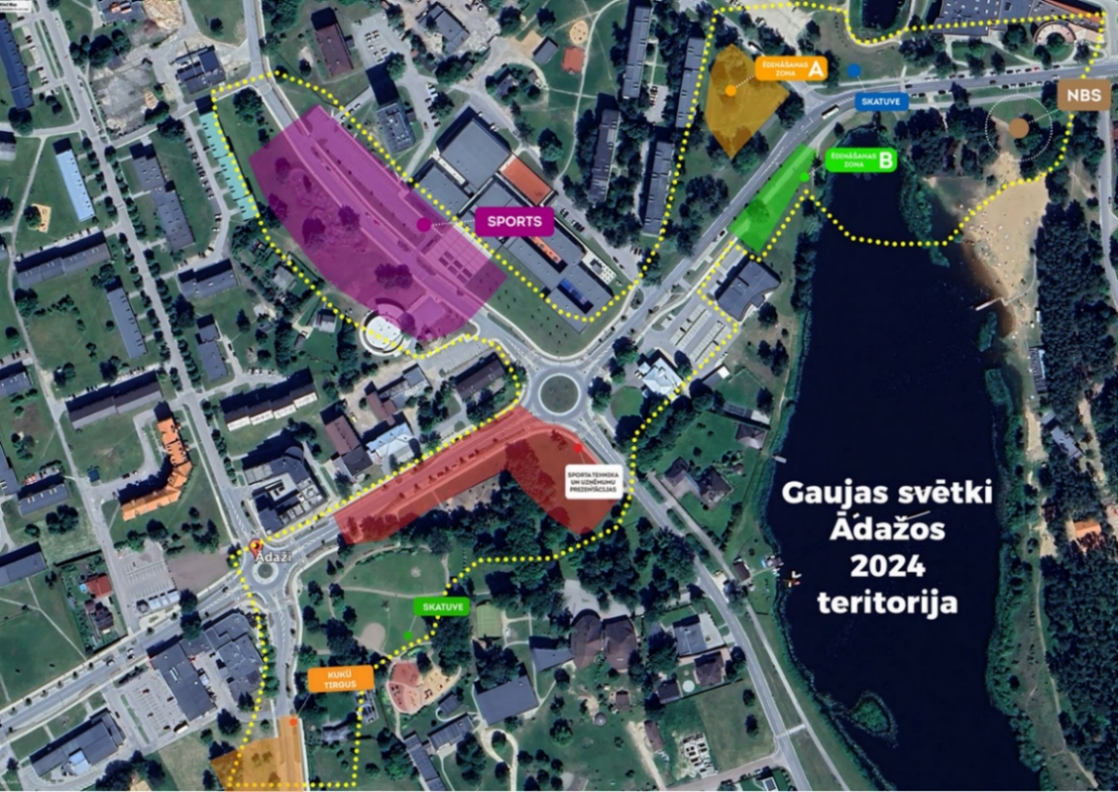 ĒDINĀŠANAS
ZONA A
SKATUVE
NBS
ĒDINĀŠANAS
ZONA B
SPORTS
SPORTA TEHNIKA
UN UZŅĒMUMU
PREZENTĀCIJAS
Gaujas svētki
Ādažos
2024
teritorija
Ādaži
SKATUVE
KUKŪ
TIRGUS